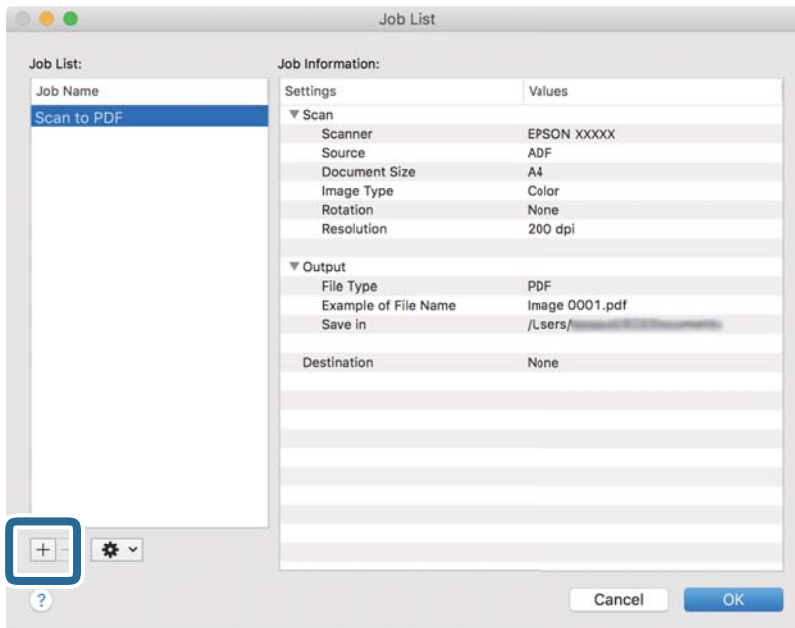 Job List
Job List:
Job Information:
Job Name
Settings Values
Scan to PDF
Scan
Scanner EPSON XXXXX
Source ADF
Document Size A4
Image Type Color
Rotation None
Resolution 200 dpi
Output
File Type PDF
Example of File Name Image 0001.pdf
Save in /Users/
Destination None
+ -
? Cancel OK